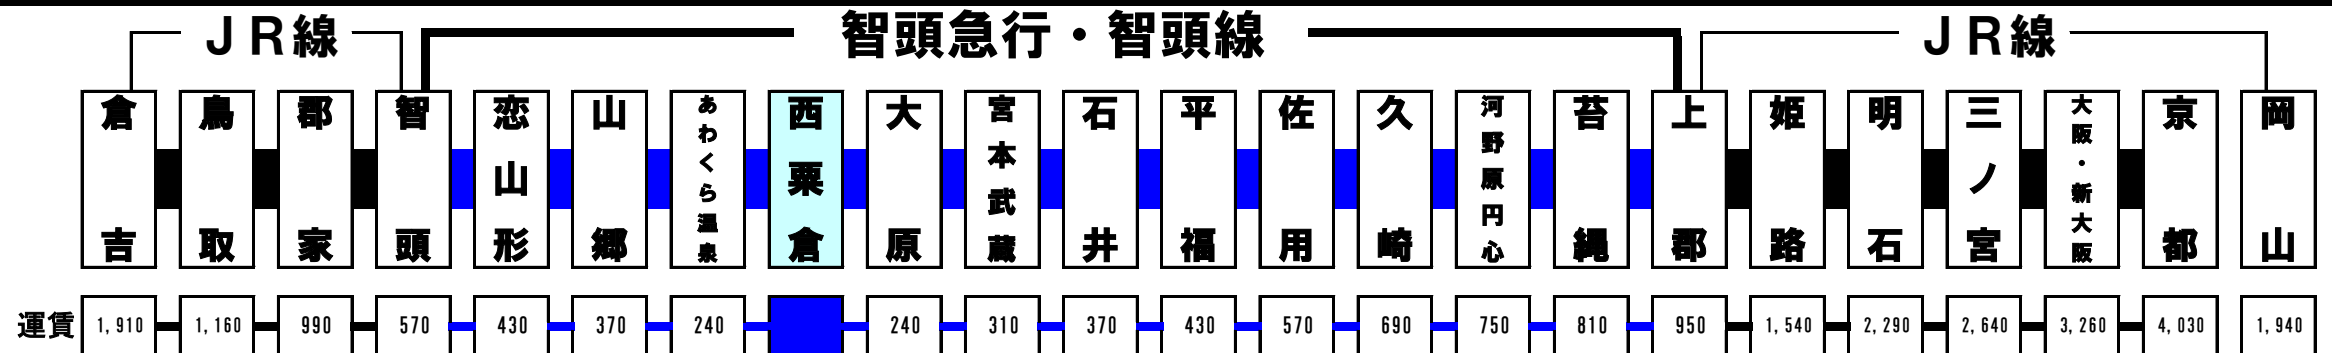 JR線 智頭急行・智頭線 JR線
倉吉 鳥取 郡家 智頭 恋山形 山郷 あわくら温泉 西粟倉 大原 宮本武蔵 石井 平福 佐用 久崎 河野原円心 苔縄 上郡 姫路 明石 三ノ宮 大阪・新大阪 京都 岡山
運賃 1,910 1,160 990 570 430 370 240 240 310 370 430 570 690 750 810 950 1,540 2,290 2,640 3,260 4,030 1,940